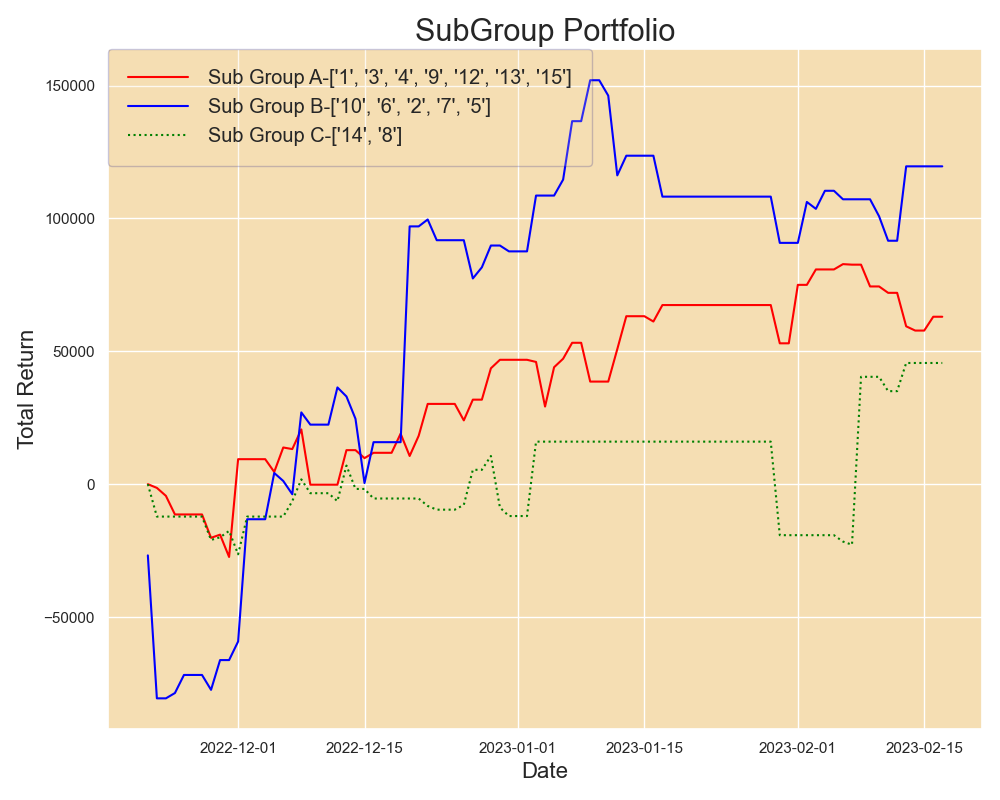 SubGroup Portfolio
Sub Group A-['1', '3', '4', '9', '12', '13', '15']
Sub Group B-['10', '6', '2', '7', '5']
Sub Group C-['14', '8']
150000
100000
50000
0
−50000
Total Return
2022-12-01 2022-12-15 2023-01-01 2023-01-15 2023-02-01 2023-02-15
Date